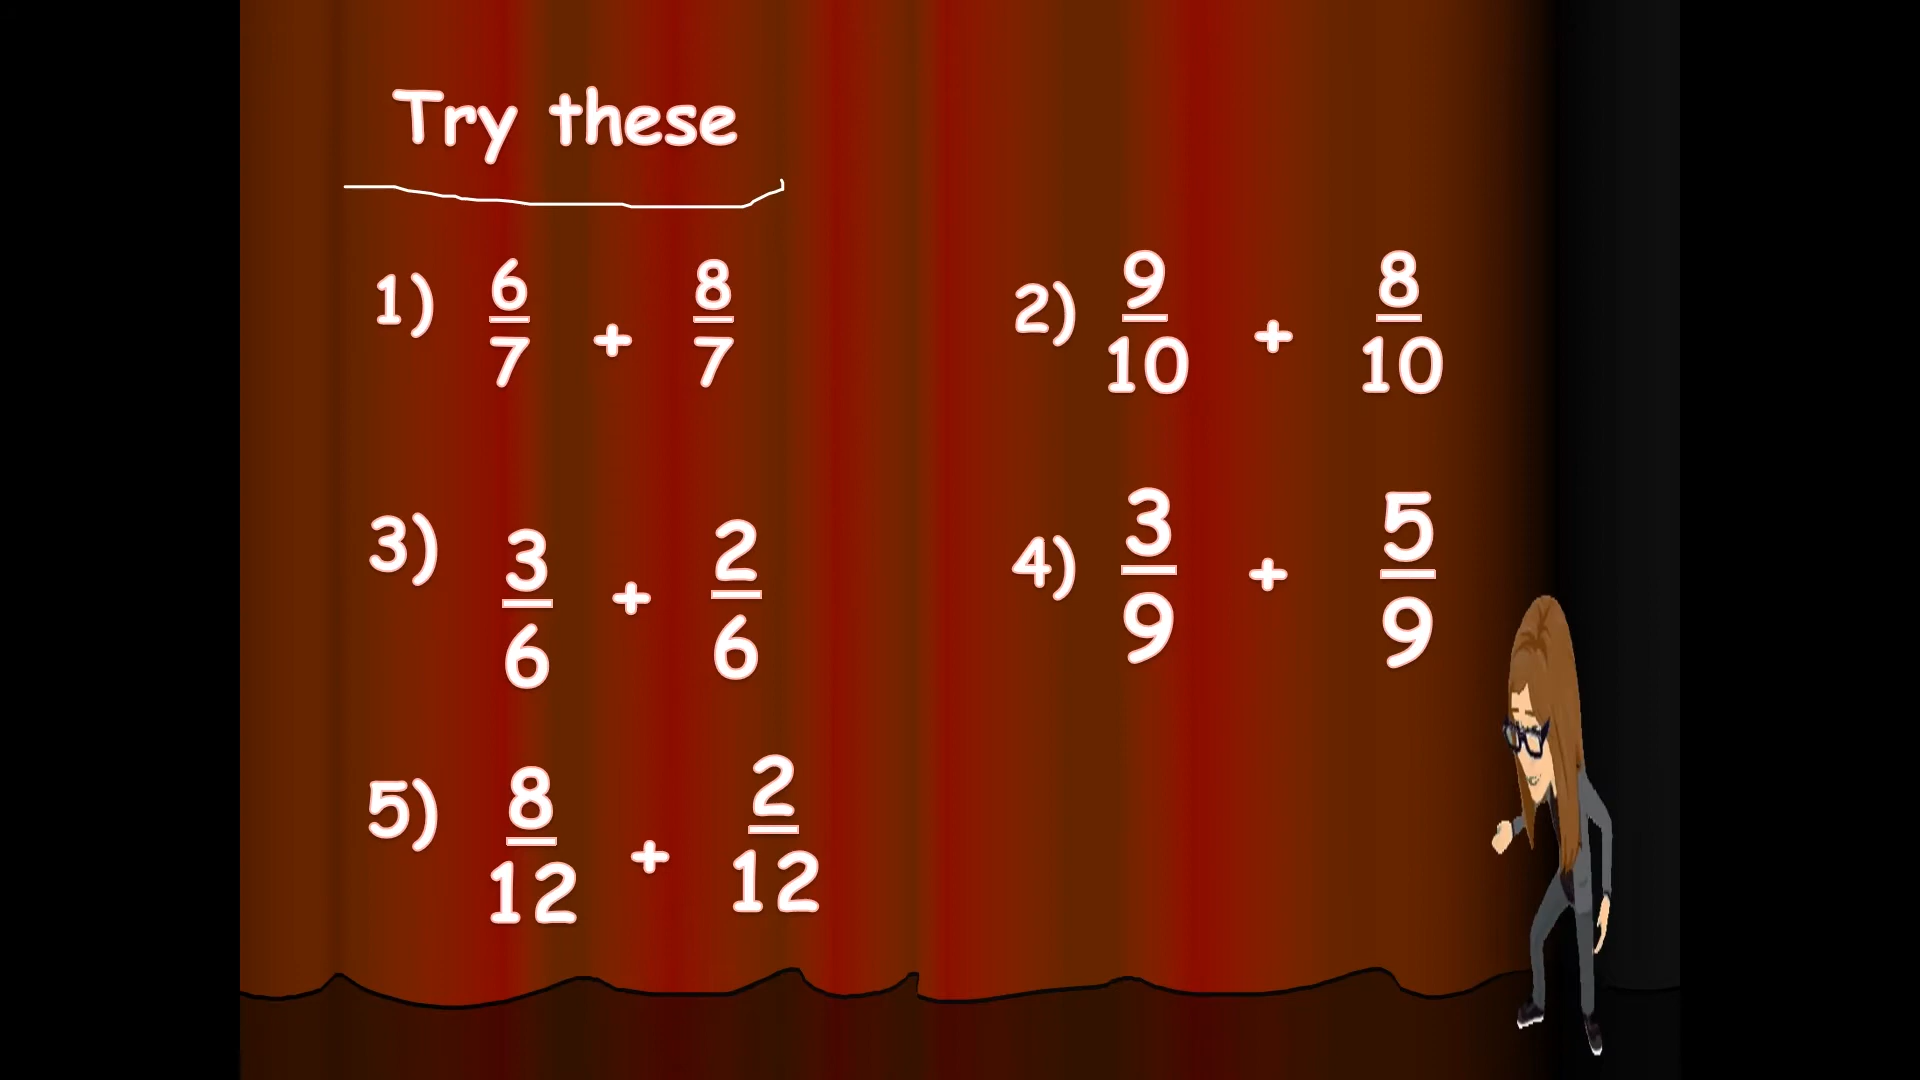 Try these
1) 6/7 + 8/7
2) 9/10 + 8/10
3) 3/6 + 2/6
4) 3/9 + 5/9
5) 8/12 + 2/12